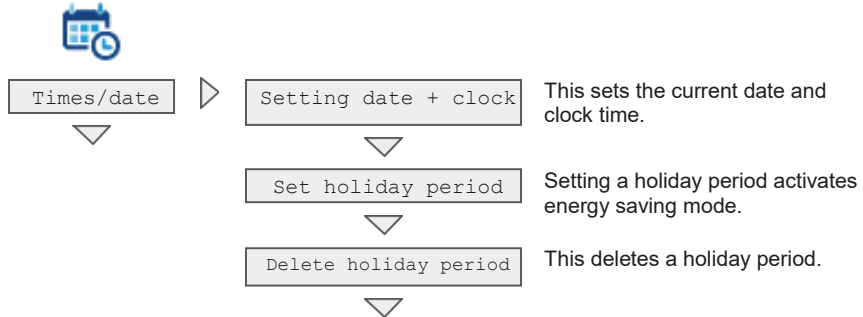 Times/date
Setting date + clock
This sets the current date and
clock time.
Set holiday period
Setting a holiday period activates
energy saving mode.
Delete holiday period
This deletes a holiday period.